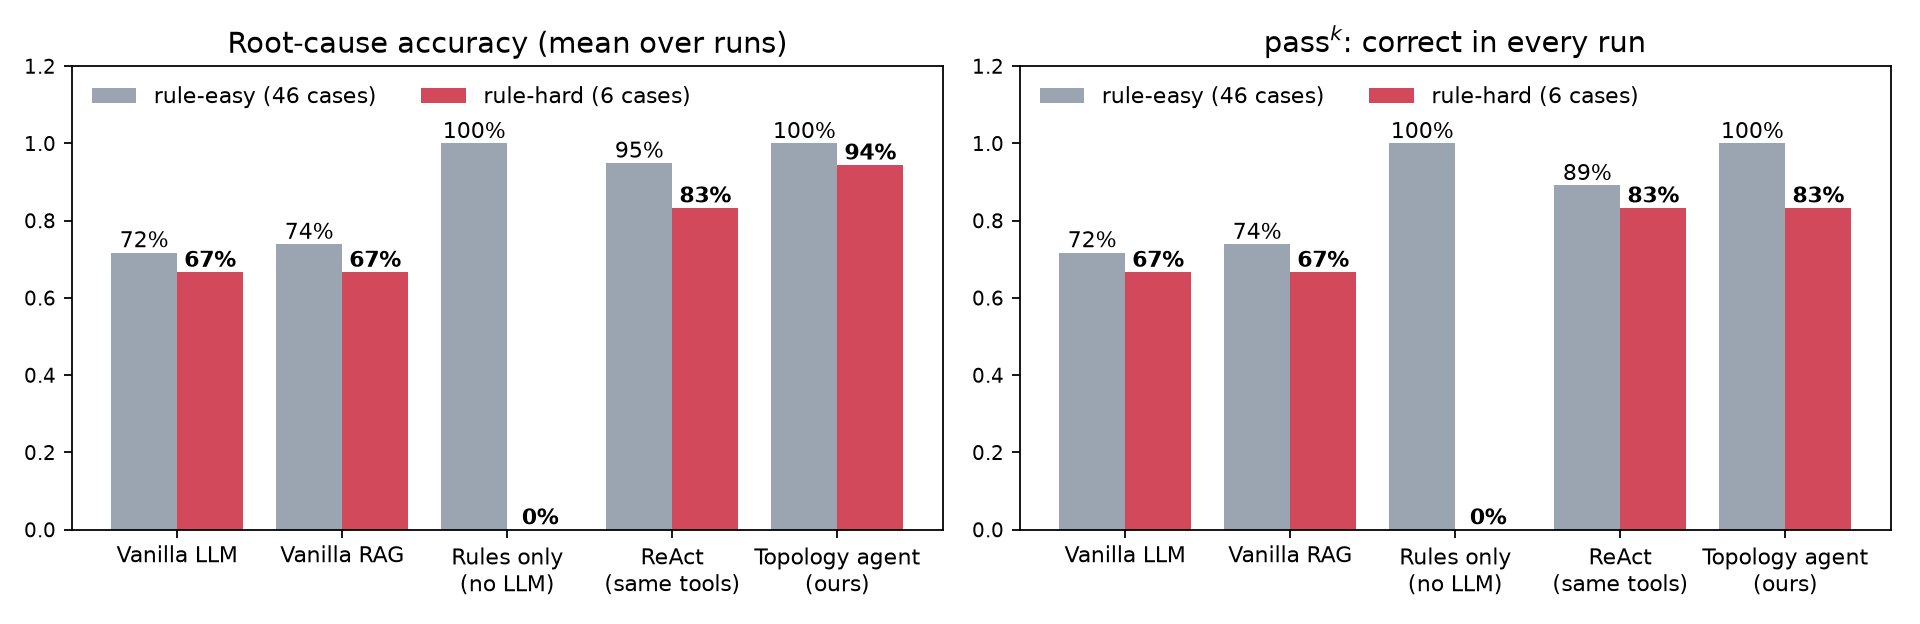 Root-cause accuracy (mean over runs)
rule-easy (46 cases) rule-hard (6 cases)
1.2
1.0
0.8
0.6
0.4
0.2
0.0
72% 67% 74% 67% 100% 0% 95% 83% 100% 94%
Vanilla LLM Vanilla RAG Rules only ReAct Topology agent
(no LLM) (same tools) (ours)
pass^k: correct in every run
rule-easy (46 cases) rule-hard (6 cases)
1.2
1.0
0.8
0.6
0.4
0.2
0.0
72% 67% 74% 67% 100% 0% 89% 83% 100% 83%
Vanilla LLM Vanilla RAG Rules only ReAct Topology agent
(no LLM) (same tools) (ours)